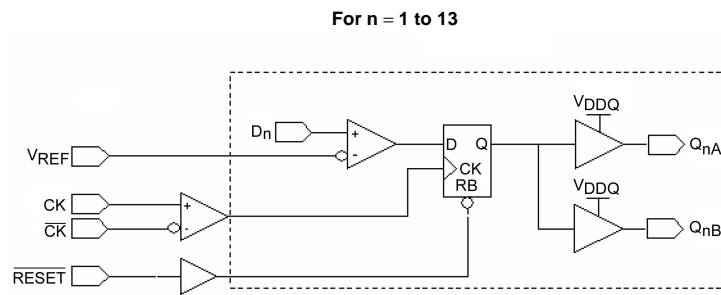 For n = 1 to 13
VDDQ
Dn
+
-
D Q
QnA
VREF
CK
RB
VDDQ
CK
+
CK
-
QnB
RESET